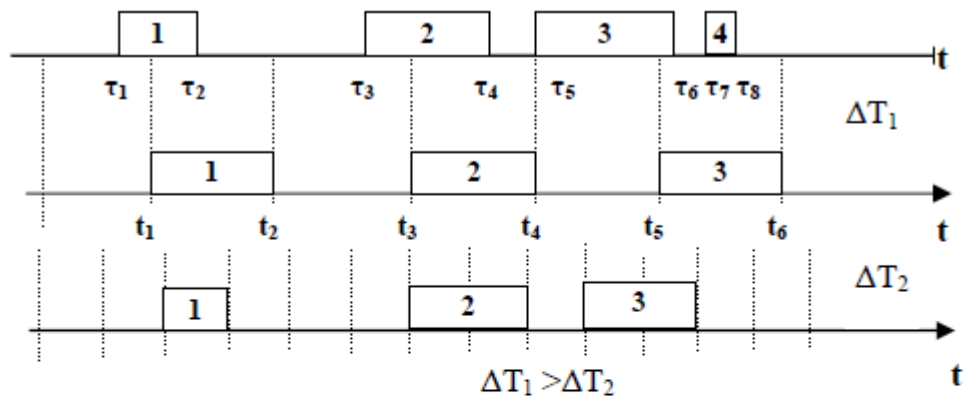 1 2 3 4 t
τ₁ τ₂ τ₃ τ₄ τ₅ τ₆ τ₇ τ₈
ΔT₁
1 2 3
t₁ t₂ t₃ t₄ t₅ t₆ t
ΔT₂
1 2 3
ΔT₁ >ΔT₂ t